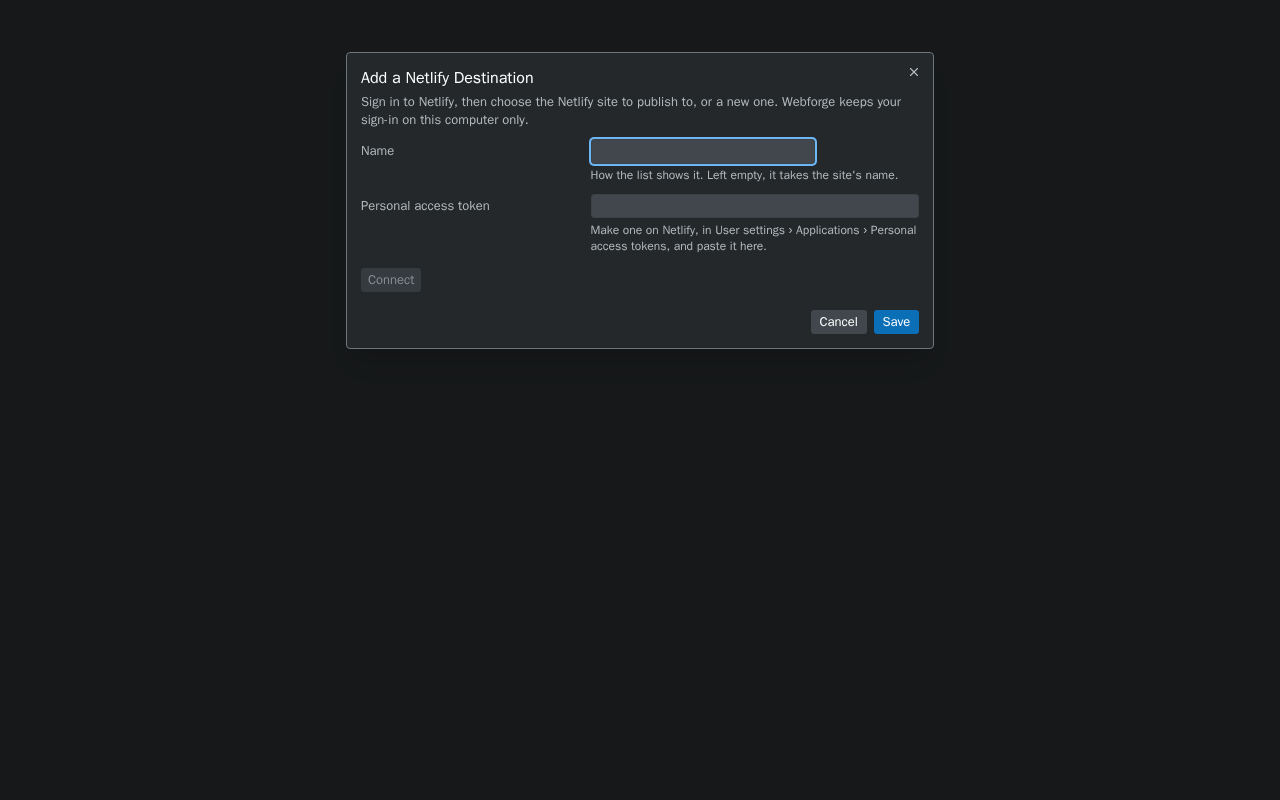 Add a Netlify Destination
Sign in to Netlify, then choose the Netlify site to publish to, or a new one. Webforge keeps your
sign-in on this computer only.
Name
How the list shows it. Left empty, it takes the site's name.
Personal access token
Make one on Netlify, in User settings › Applications › Personal
access tokens, and paste it here.
Connect
Cancel Save